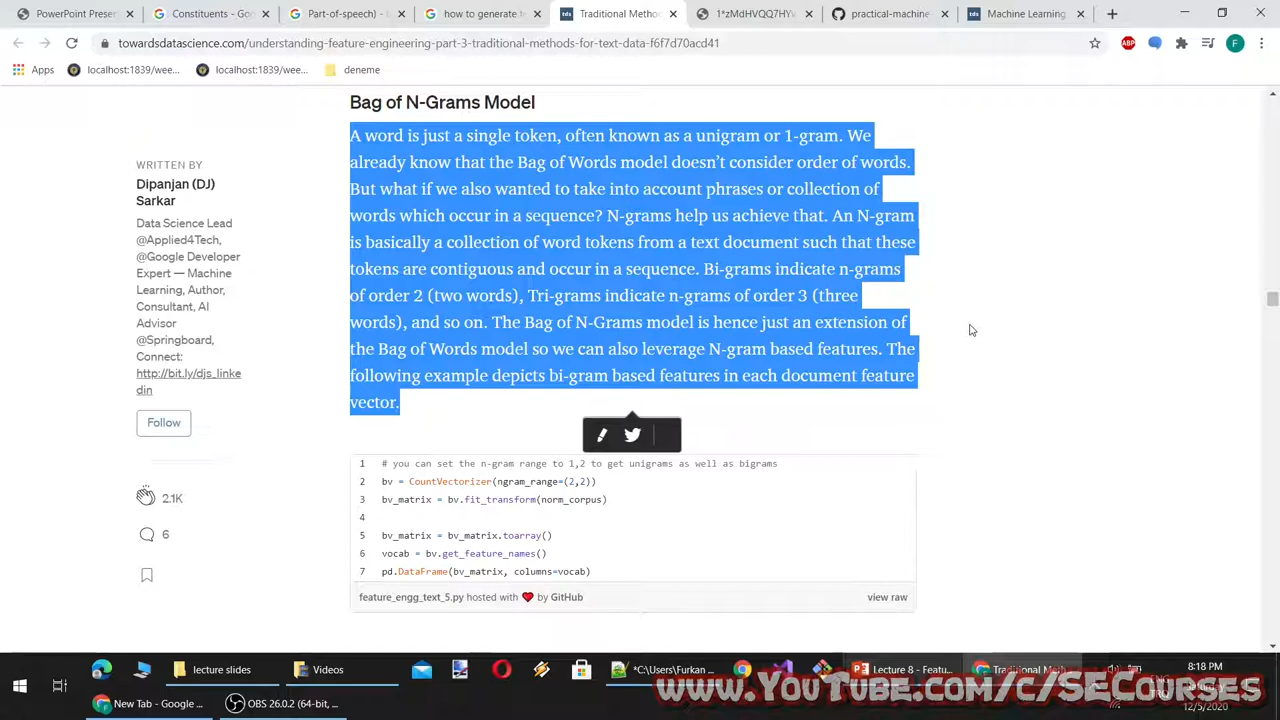 PowerPoint Present
Constituents - Goo
Part-of-speech) - G
how to generate te
Traditional Metho
1*zMdHVQQ7HYv
practical-machine-
Machine Learning
towardsdatascience.com/understanding-feature-engineering-part-3-traditional-methods-for-text-data-f6f7d70acd41
Apps
localhost:1839/wee...
localhost:1839/wee...
deneme
Bag of N-Grams Model
A word is just a single token, often known as a unigram or 1-gram. We
already know that the Bag of Words model doesn’t consider order of words.
But what if we also wanted to take into account phrases or collection of
words which occur in a sequence? N-grams help us achieve that. An N-gram
is basically a collection of word tokens from a text document such that these
tokens are contiguous and occur in a sequence. Bi-grams indicate n-grams
of order 2 (two words), Tri-grams indicate n-grams of order 3 (three
words), and so on. The Bag of N-Grams model is hence just an extension of
the Bag of Words model so we can also leverage N-gram based features. The
following example depicts bi-gram based features in each document feature
vector.
WRITTEN BY
Dipanjan (DJ)
Sarkar
Data Science Lead
@Applied4Tech,
@Google Developer
Expert — Machine
Learning, Author,
Consultant, AI
Advisor
@Springboard,
Connect:
http://bit.ly/djs_linke
din
Follow
2.1K
6
1 # you can set the n-gram range to 1,2 to get unigrams as well as bigrams
2 bv = CountVectorizer(ngram_range=(2,2))
3 bv_matrix = bv.fit_transform(norm_corpus)
4
5 bv_matrix = bv_matrix.toarray()
6 vocab = bv.get_feature_names()
7 pd.DataFrame(bv_matrix, columns=vocab)
feature_engg_text_5.py hosted with ❤ by GitHub
view raw
lecture slides
Videos
*C:\Users\Furkan ...
Lecture 8 - Featu...
Traditional Meth...
8:18 PM
Saturday
12/5/2020
ENG
TRQ
New Tab - Google ...
OBS 26.0.2 (64-bit, ...
www.YouTube.com/c/SECourses